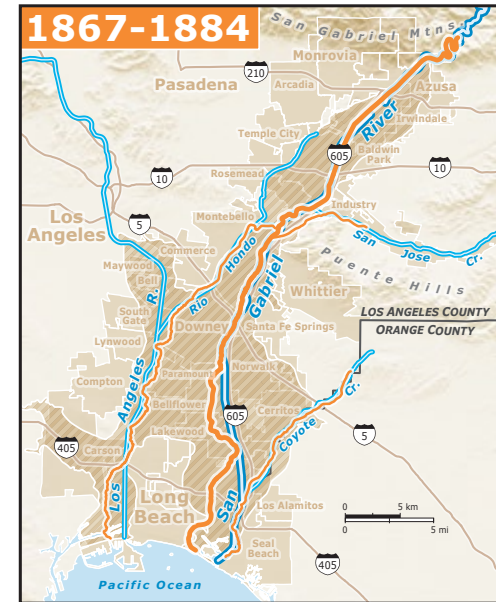 1867-1884
San Gabriel Mtns.
Monrovia
210
Pasadena
Arcadia
Azusa
Irwindale
River
Temple City
Baldwin
Park
605
Rosemead
10
10
Los
Angeles
5
Montebello
Industry
San Jose Cr.
Commerce
Hondo
Maywood
Bell
Puente Hills
Gabriel
Whittier
R.
Rio
South
Gate
LOS ANGELES COUNTY
ORANGE COUNTY
Downey
Santa Fe Springs
Lynwood
Paramount
Norwalk
Compton
Angeles
Bellflower
605
Cerritos
Cr.
Coyote
5
Lakewood
405
Carson
Los
Long
Beach
San
Los Alamitos
0 5 km
0 5 mi
Seal
Beach
405
Pacific Ocean